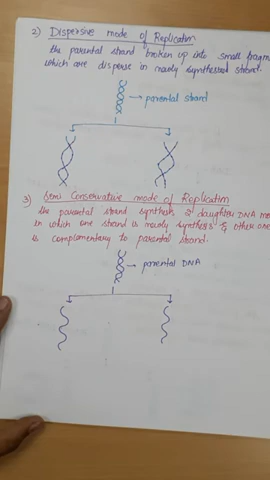 2) Dispersive mode of Replication
the parental strand broken up into small fragm
which are disperse in newly synthesized strand.
parental strand
3) Semi Conservative mode of Replication
the parental strand synthesis 2 daughter DNA mo
in which one strand is newly synthesis & other one
is complimentary to parental strand.
parental DNA